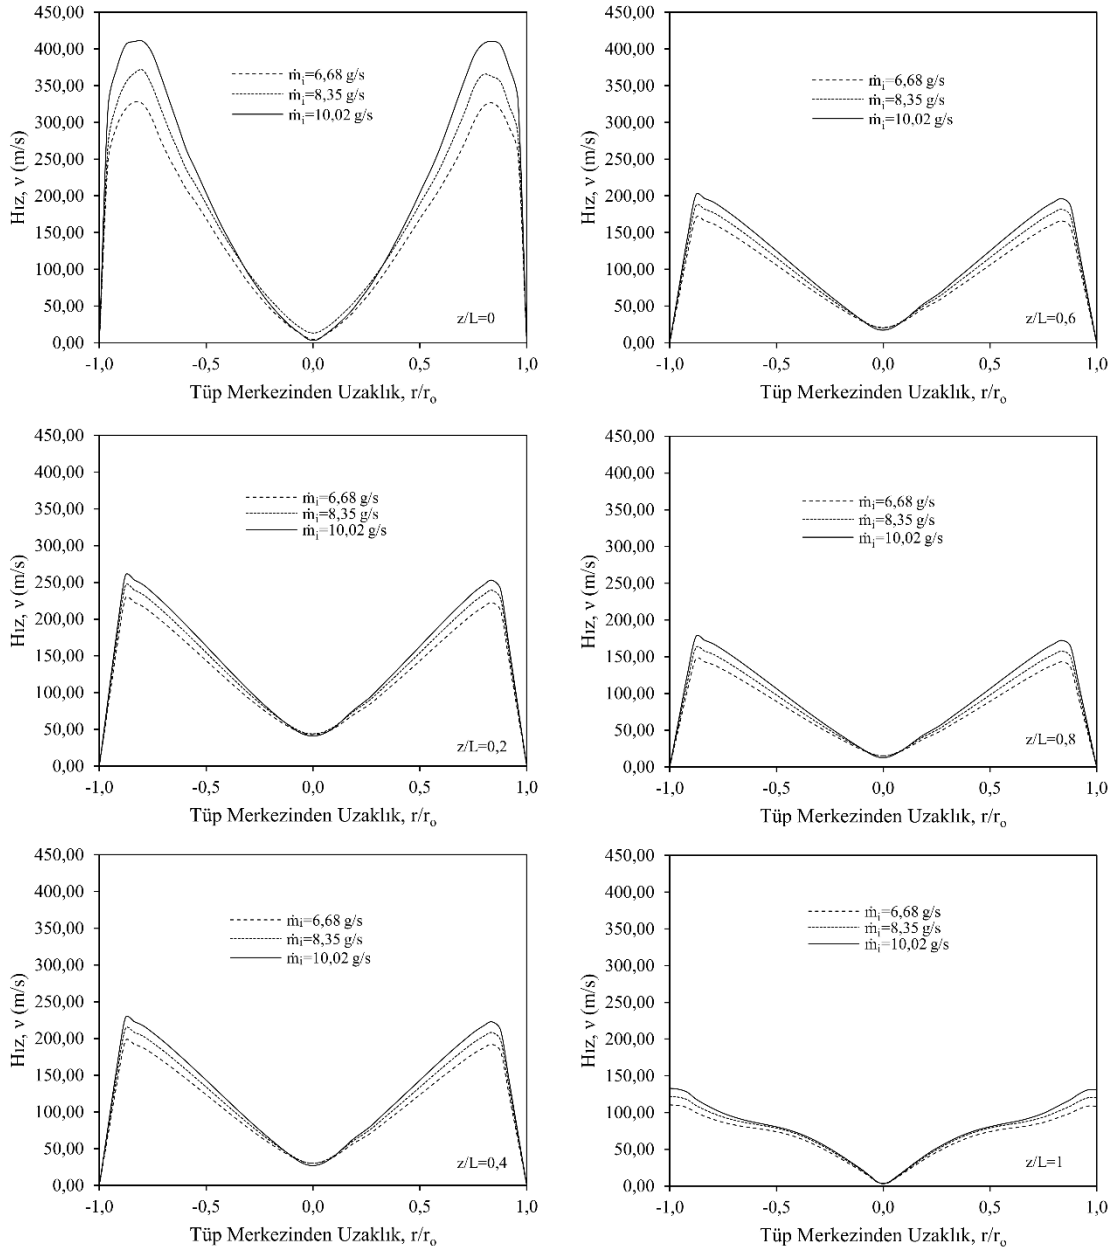 450,00
400,00
350,00
300,00
250,00
200,00
150,00
100,00
50,00
0,00
Hız, ν (m/s)
ṁi=6,68 g/s
ṁi=8,35 g/s
ṁi=10,02 g/s
z/L=0
-1,0 -0,5 0,0 0,5 1,0
Tüp Merkezinden Uzaklık, r/ro
450,00
400,00
350,00
300,00
250,00
200,00
150,00
100,00
50,00
0,00
Hız, ν (m/s)
ṁi=6,68 g/s
ṁi=8,35 g/s
ṁi=10,02 g/s
z/L=0,6
-1,0 -0,5 0,0 0,5 1,0
Tüp Merkezinden Uzaklık, r/ro
450,00
400,00
350,00
300,00
250,00
200,00
150,00
100,00
50,00
0,00
Hız, ν (m/s)
ṁi=6,68 g/s
ṁi=8,35 g/s
ṁi=10,02 g/s
z/L=0,2
-1,0 -0,5 0,0 0,5 1,0
Tüp Merkezinden Uzaklık, r/ro
450,00
400,00
350,00
300,00
250,00
200,00
150,00
100,00
50,00
0,00
Hız, ν (m/s)
ṁi=6,68 g/s
ṁi=8,35 g/s
ṁi=10,02 g/s
z/L=0,8
-1,0 -0,5 0,0 0,5 1,0
Tüp Merkezinden Uzaklık, r/ro
450,00
400,00
350,00
300,00
250,00
200,00
150,00
100,00
50,00
0,00
Hız, ν (m/s)
ṁi=6,68 g/s
ṁi=8,35 g/s
ṁi=10,02 g/s
z/L=0,4
-1,0 -0,5 0,0 0,5 1,0
Tüp Merkezinden Uzaklık, r/ro
450,00
400,00
350,00
300,00
250,00
200,00
150,00
100,00
50,00
0,00
Hız, ν (m/s)
ṁi=6,68 g/s
ṁi=8,35 g/s
ṁi=10,02 g/s
z/L=1
-1,0 -0,5 0,0 0,5 1,0
Tüp Merkezinden Uzaklık, r/ro